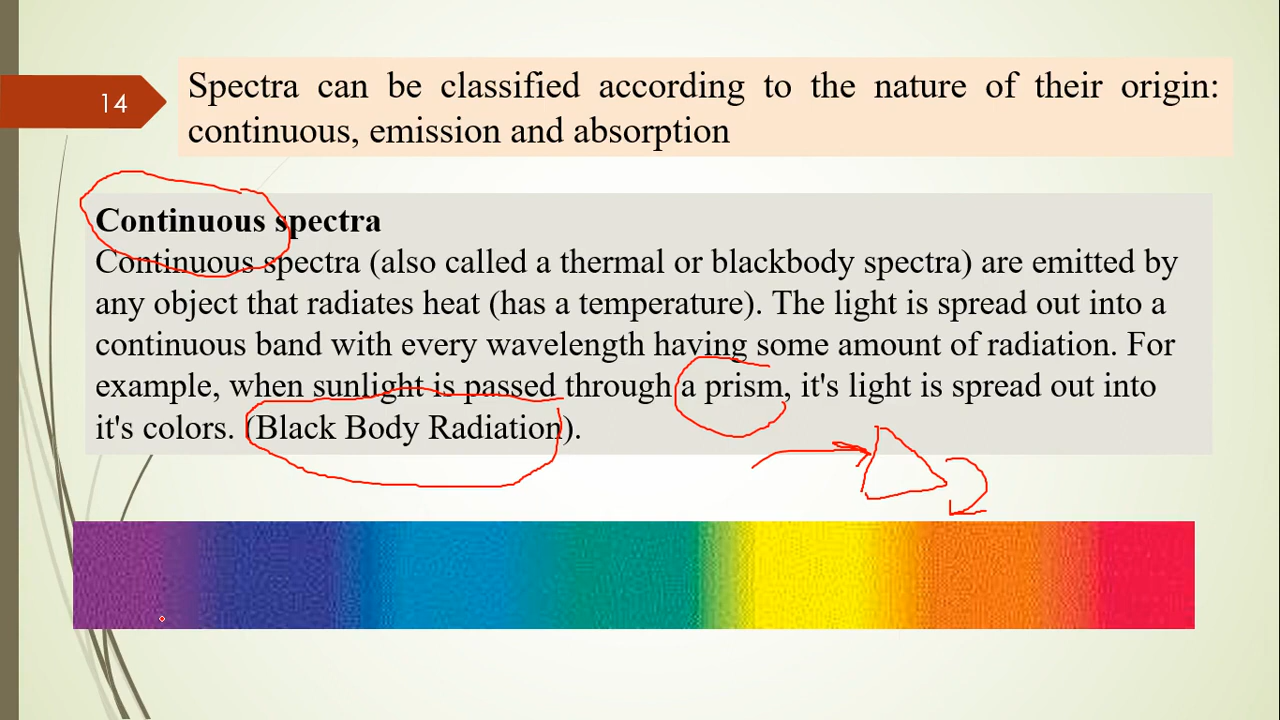 14
Spectra can be classified according to the nature of their origin:
continuous, emission and absorption
Continuous spectra
Continuous spectra (also called a thermal or blackbody spectra) are emitted by
any object that radiates heat (has a temperature). The light is spread out into a
continuous band with every wavelength having some amount of radiation. For
example, when sunlight is passed through a prism, it's light is spread out into
it's colors. (Black Body Radiation).